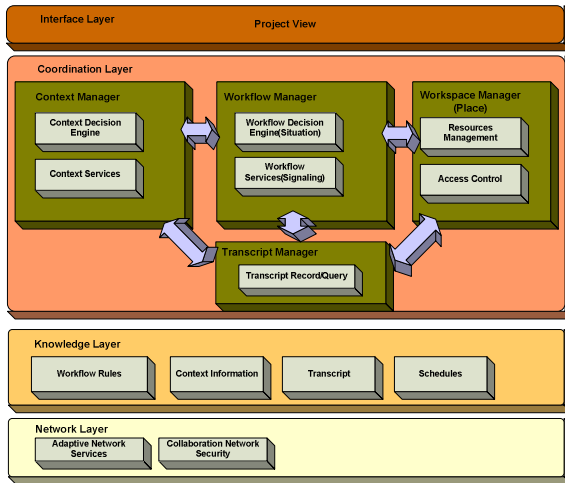 Interface Layer
Project View
Coordination Layer
Context Manager
Context Decision
Engine
Context Services
Workflow Manager
Workflow Decision
Engine(Situation)
Workflow
Services(Signaling)
Workspace Manager
(Place)
Resources
Management
Access Control
Transcript Manager
Transcript Record/Query
Knowledge Layer
Workflow Rules
Context Information
Transcript
Schedules
Network Layer
Adaptive Network
Services
Collaboration Network
Security